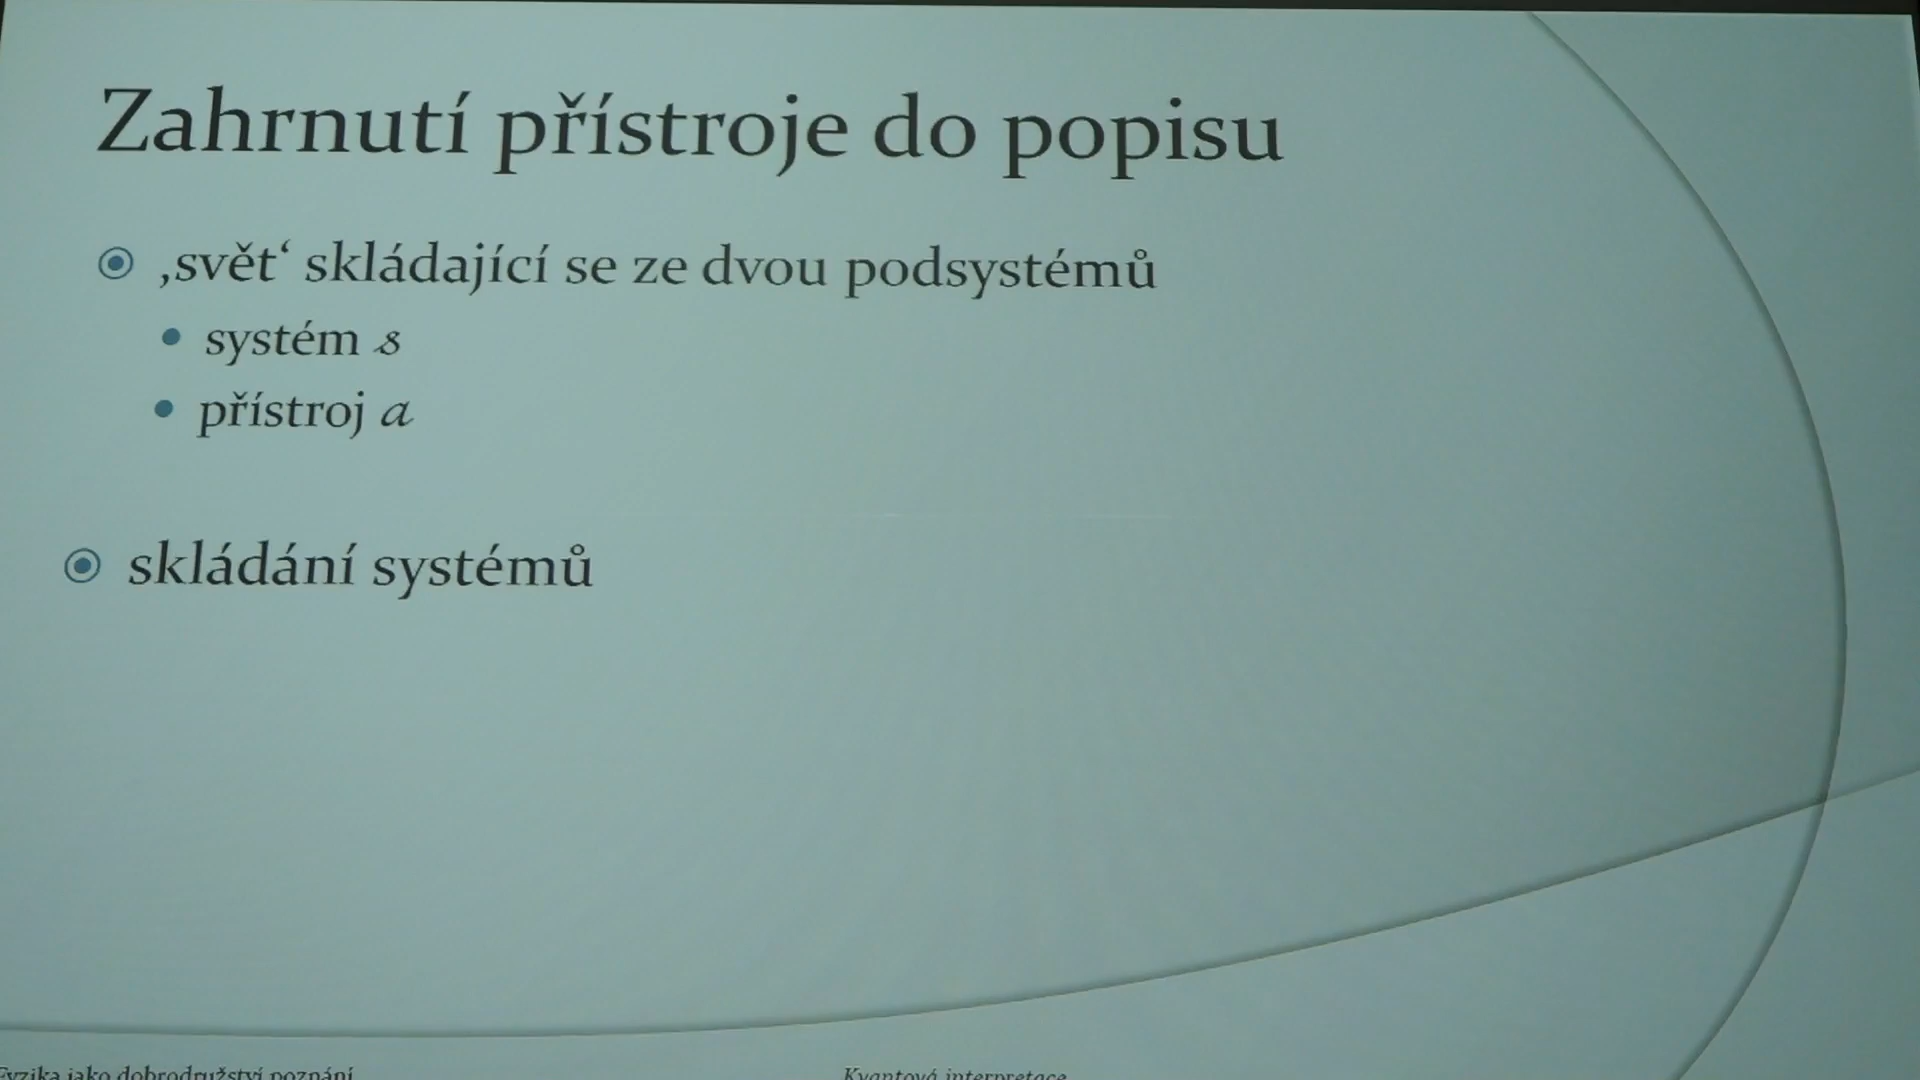 Zahrnutí přístroje do popisu
‚svět‘ skládající se ze dvou podsystémů
systém s
přístroj a
skládání systémů
Fyzika jako dobrodružství poznání
Kvantová interpretace